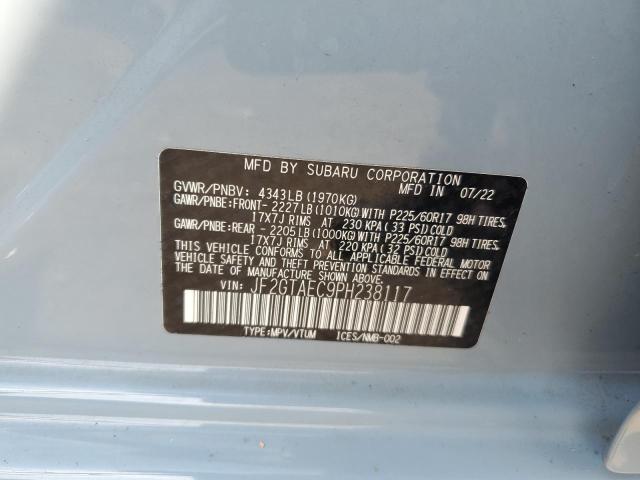 MFD BY SUBARU CORPORATION
GVWR/PNBV: 4343LB(1970KG) MFD IN 07/22
GAWR/PNBE:FRONT- 2227LB(1010KG)WITH P225/60R17 98H TIRES,
17X7J RIMS AT 230 KPA(33 PSI)COLD
GAWR/PNBE:REAR - 2205LB(1000KG)WITH P225/60R17 98H TIRES,
17X7J RIMS AT 220 KPA(32 PSI)COLD
THIS VEHICLE CONFORMS TO ALL APPLICABLE FEDERAL MOTOR
VEHICLE SAFETY STANDARDS IN EFFECT ON THE DATE OF
MANUFACTURE SHOWN ABOVE.
VIN: JF2GTAEC9PH238117
TYPE:MPV/VTUM ICES/NMB-002